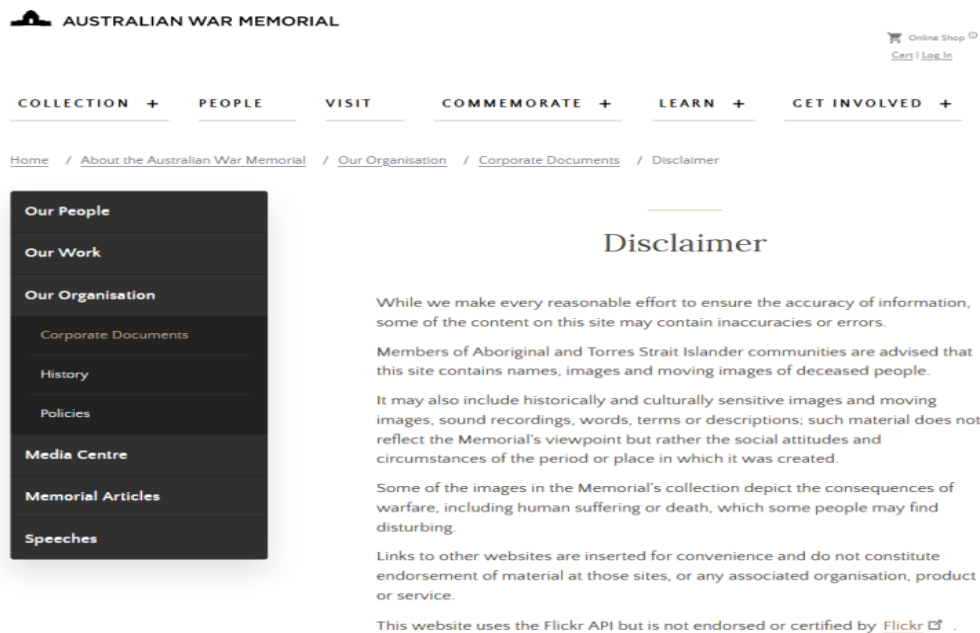 AUSTRALIAN WAR MEMORIAL
Online Shop
Cart | Log In
COLLECTION + PEOPLE VISIT COMMEMORATE + LEARN + GET INVOLVED +
Home / About the Australian War Memorial / Our Organisation / Corporate Documents / Disclaimer
Our People
Our Work
Our Organisation
Corporate Documents
History
Policies
Media Centre
Memorial Articles
Speeches
Disclaimer
While we make every reasonable effort to ensure the accuracy of information,
some of the content on this site may contain inaccuracies or errors.
Members of Aboriginal and Torres Strait Islander communities are advised that
this site contains names, images and moving images of deceased people.
It may also include historically and culturally sensitive images and moving
images, sound recordings, words, terms or descriptions; such material does not
reflect the Memorial's viewpoint but rather the social attitudes and
circumstances of the period or place in which it was created.
Some of the images in the Memorial's collection depict the consequences of
warfare, including human suffering or death, which some people may find
disturbing.
Links to other websites are inserted for convenience and do not constitute
endorsement of material at those sites, or any associated organisation, product
or service.
This website uses the Flickr API but is not endorsed or certified by Flickr .